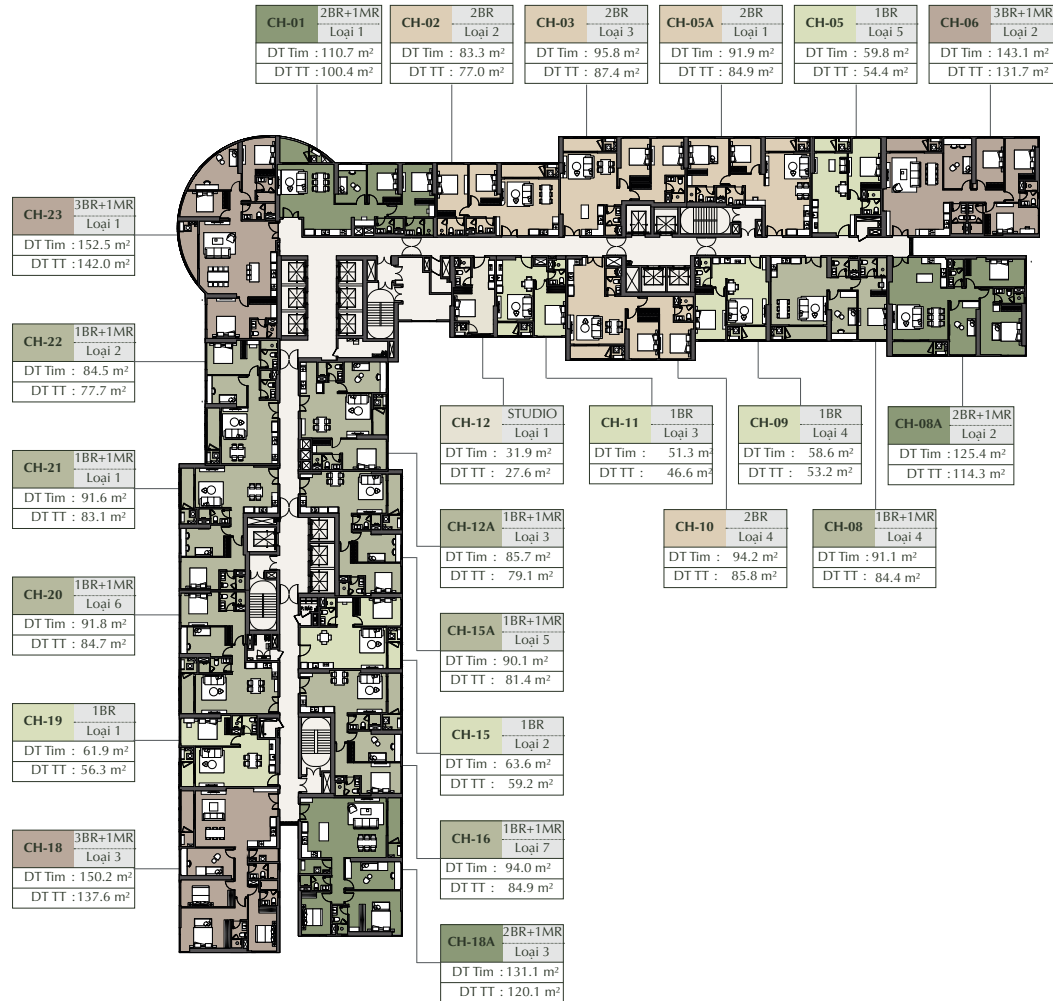 CH-01 2BR+1MR
Loại 1
DT Tim : 110.7 m²
DT TT : 100.4 m²
CH-02 2BR
Loại 2
DT Tim : 83.3 m²
DT TT : 77.0 m²
CH-03 2BR
Loại 3
DT Tim : 95.8 m²
DT TT : 87.4 m²
CH-05A 2BR
Loại 1
DT Tim : 91.9 m²
DT TT : 84.9 m²
CH-05 1BR
Loại 5
DT Tim : 59.8 m²
DT TT : 54.4 m²
CH-06 3BR+1MR
Loại 2
DT Tim : 143.1 m²
DT TT : 131.7 m²
CH-23 3BR+1MR
Loại 1
DT Tim : 152.5 m²
DT TT : 142.0 m²
CH-22 1BR+1MR
Loại 2
DT Tim : 84.5 m²
DT TT : 77.7 m²
CH-12 STUDIO
Loại 1
DT Tim : 31.9 m²
DT TT : 27.6 m²
CH-11 1BR
Loại 3
DT Tim : 51.3 m²
DT TT : 46.6 m²
CH-09 1BR
Loại 4
DT Tim : 58.6 m²
DT TT : 53.2 m²
CH-08A 2BR+1MR
Loại 2
DT Tim : 125.4 m²
DT TT : 114.3 m²
CH-21 1BR+1MR
Loại 1
DT Tim : 91.6 m²
DT TT : 83.1 m²
CH-12A 1BR+1MR
Loại 3
DT Tim : 85.7 m²
DT TT : 79.1 m²
CH-10 2BR
Loại 4
DT Tim : 94.2 m²
DT TT : 85.8 m²
CH-08 1BR+1MR
Loại 4
DT Tim : 91.1 m²
DT TT : 84.4 m²
CH-20 1BR+1MR
Loại 6
DT Tim : 91.8 m²
DT TT : 84.7 m²
CH-15A 1BR+1MR
Loại 5
DT Tim : 90.1 m²
DT TT : 81.4 m²
CH-19 1BR
Loại 1
DT Tim : 61.9 m²
DT TT : 56.3 m²
CH-15 1BR
Loại 2
DT Tim : 63.6 m²
DT TT : 59.2 m²
CH-18 3BR+1MR
Loại 3
DT Tim : 150.2 m²
DT TT : 137.6 m²
CH-16 1BR+1MR
Loại 7
DT Tim : 94.0 m²
DT TT : 84.9 m²
CH-18A 2BR+1MR
Loại 3
DT Tim : 131.1 m²
DT TT : 120.1 m²